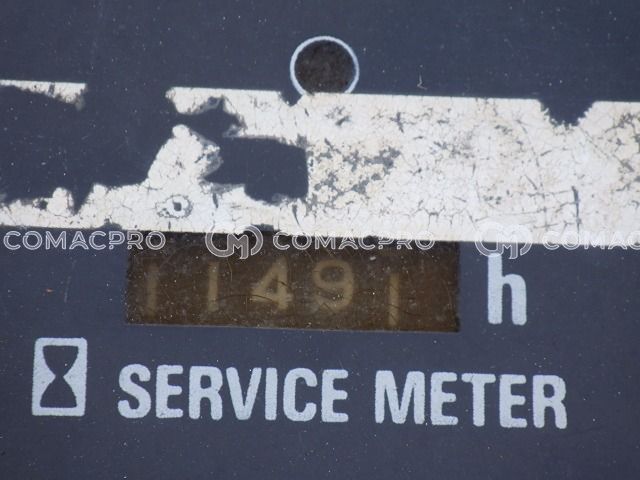 COMACPRO COMACPRO COMACPRO
11491 h
SERVICE METER